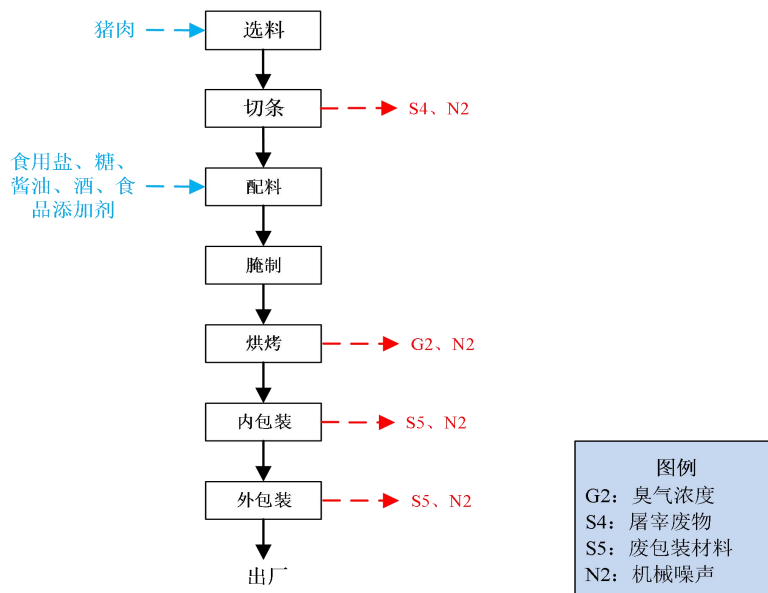 猪肉
选料
切条
S4、N2
食用盐、糖、
酱油、酒、食
品添加剂
配料
腌制
烘烤
G2、N2
内包装
S5、N2
外包装
S5、N2
出厂
图例
G2：臭气浓度
S4：屠宰废物
S5：废包装材料
N2：机械噪声